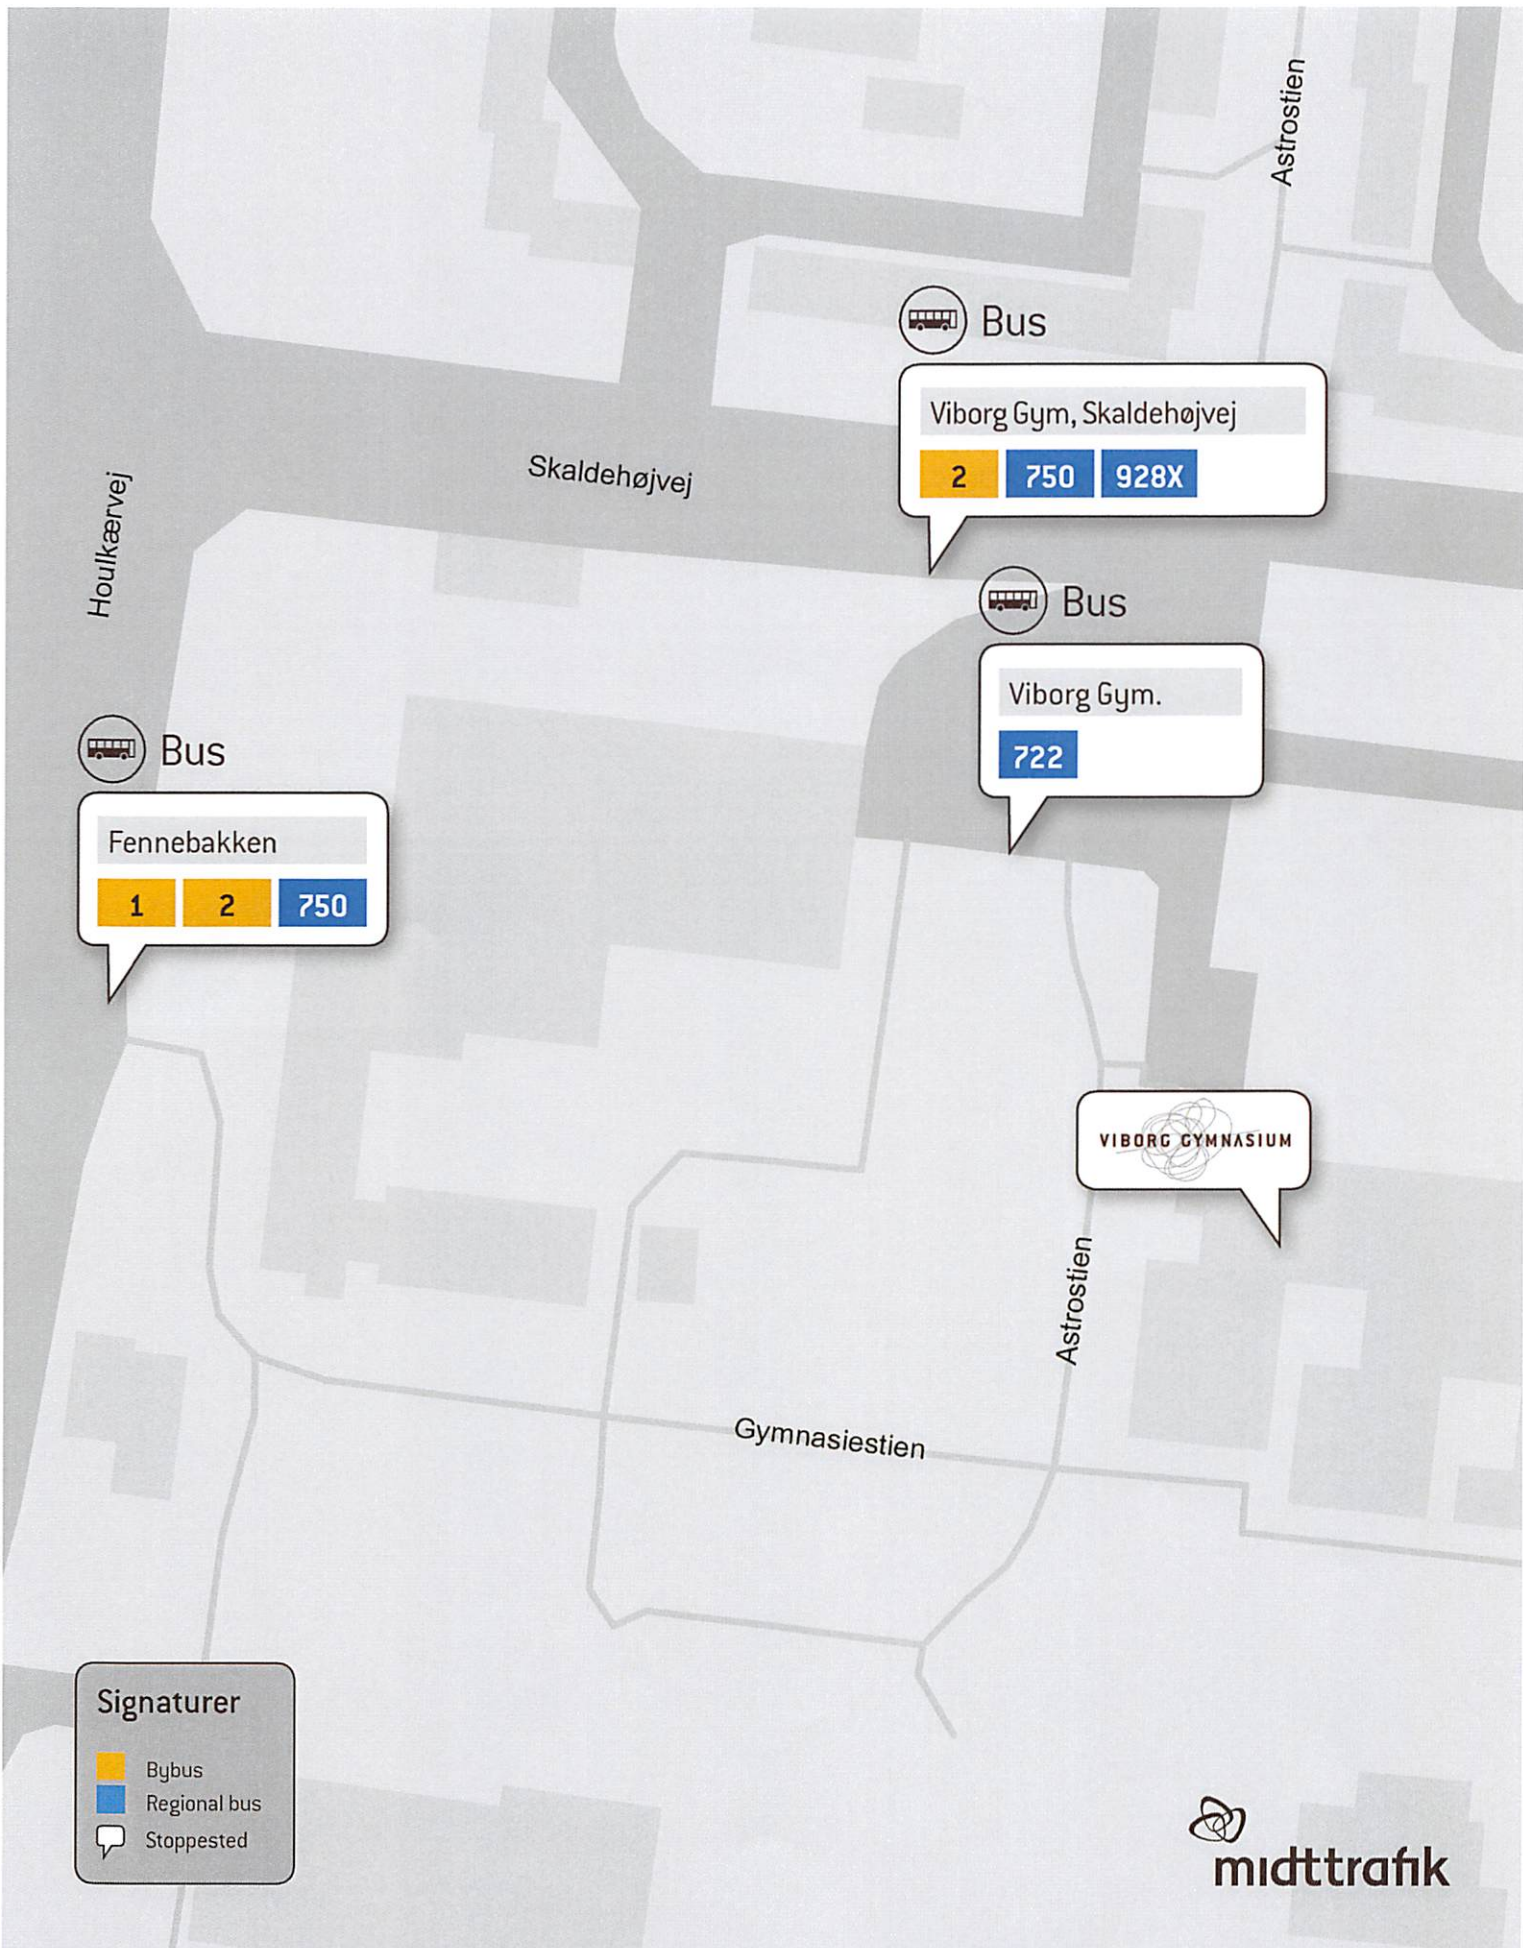 Astrostien
Bus
Viborg Gym, Skaldehøjvej
2 750 928X
Skaldehøjvej
Houlkærvej
Bus
Viborg Gym.
722
Bus
Fennebakken
1 2 750
VIBORG GYMNASIUM
Astrostien
Gymnasiestien
Signaturer
Bybus
Regional bus
Stoppested
midttrafik